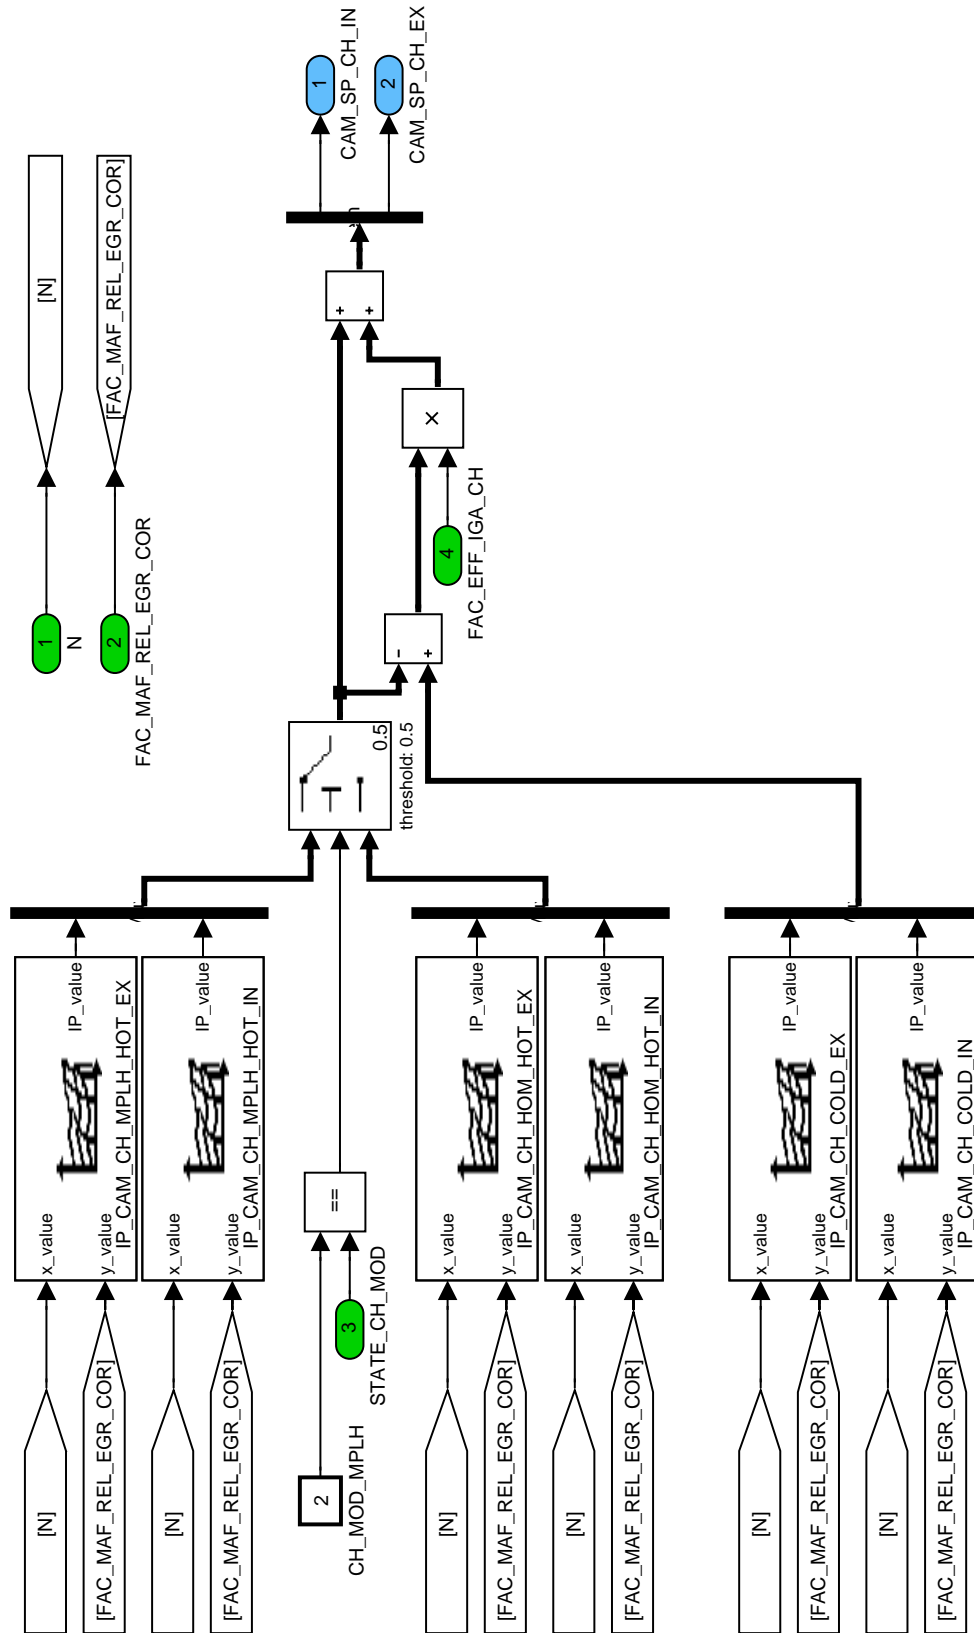 [N]
x_value
1
[N]
IP_value
N
[FAC_MAF_REL_EGR_COR]
y_value
2
[FAC_MAF_REL_EGR_COR]
IP_CAM_CH_MPLH_HOT_EX
FAC_MAF_REL_EGR_COR
[N]
x_value
IP_value
[FAC_MAF_REL_EGR_COR]
y_value
IP_CAM_CH_MPLH_HOT_IN
2
CH_MOD_MPLH
==
3
STATE_CH_MOD
0.5
threshold: 0.5
+
+
1
CAM_SP_CH_IN
2
CAM_SP_CH_EX
-
+
×
4
FAC_EFF_IGA_CH
[N]
x_value
IP_value
[FAC_MAF_REL_EGR_COR]
y_value
IP_CAM_CH_HOM_HOT_EX
[N]
x_value
IP_value
[FAC_MAF_REL_EGR_COR]
y_value
IP_CAM_CH_HOM_HOT_IN
[N]
x_value
IP_value
[FAC_MAF_REL_EGR_COR]
y_value
IP_CAM_CH_COLD_EX
[N]
x_value
IP_value
[FAC_MAF_REL_EGR_COR]
y_value
IP_CAM_CH_COLD_IN